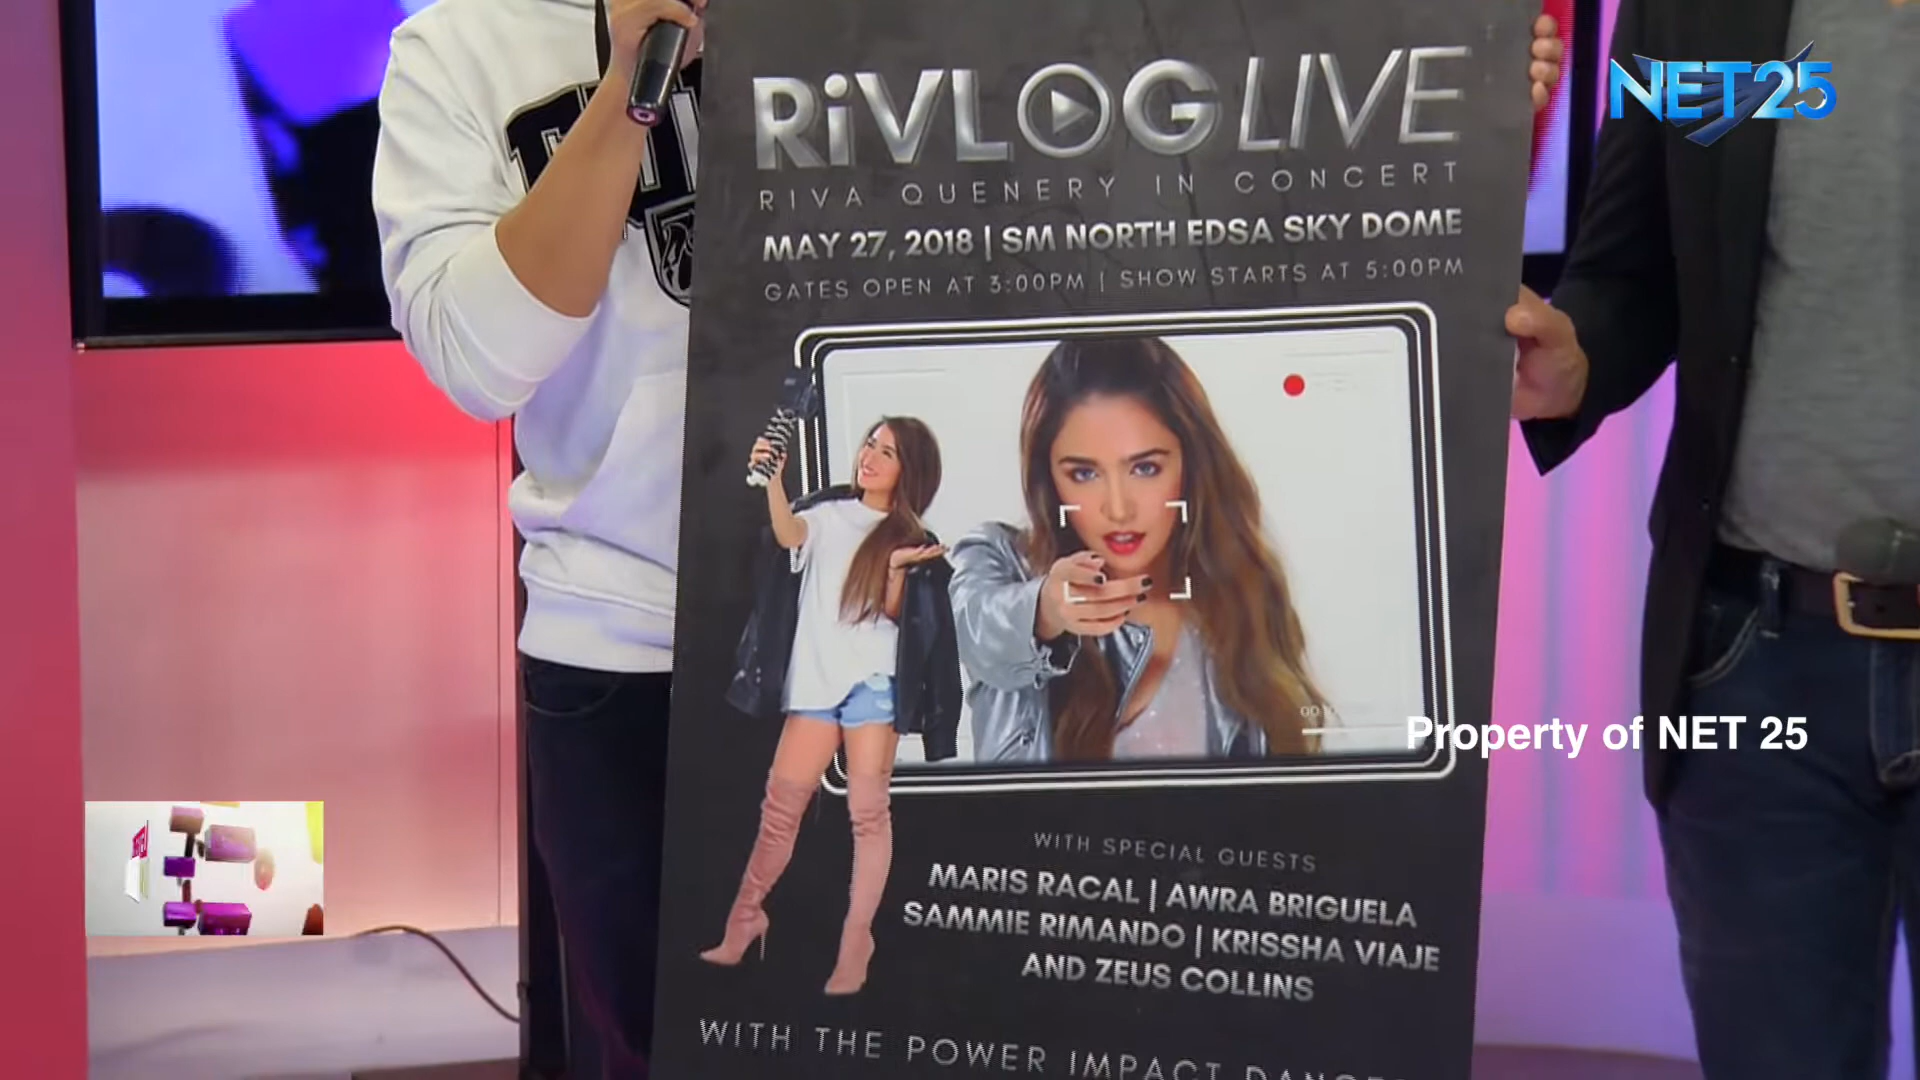 NET25
RiVLOG LIVE
RIVA QUENERY IN CONCERT
MAY 27, 2018 | SM NORTH EDSA SKY DOME
GATES OPEN AT 3:00PM | SHOW STARTS AT 5:00PM
Property of NET 25
WITH SPECIAL GUESTS
MARIS RACAL | AWRA BRIGUELA
SAMMIE RIMANDO | KRISSHA VIAJE
AND ZEUS COLLINS
WITH THE POWER IMPACT